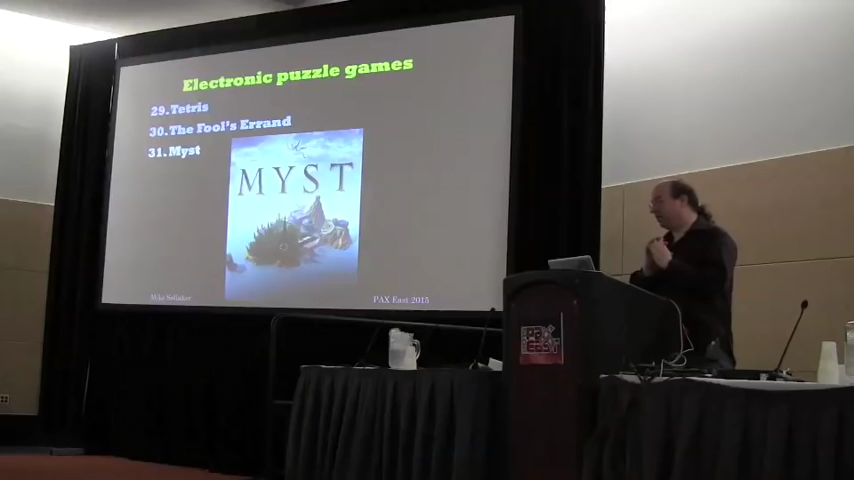 Electronic puzzle games
29. Tetris
30. The Fool's Errand
31. Myst
MYST
Mike Selinker
PAX East 2015
PAX
EAST